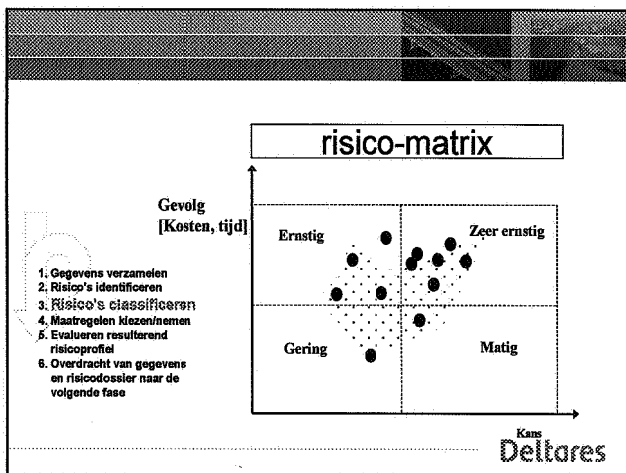 risico-matrix
Gevolg
[Kosten, tijd]
Ernstig
Zeer ernstig
1. Gegevens verzamelen
2. Risico's identificeren
3. Risico's classificeren
4. Maatregelen kiezen/nemen
5. Evalueren resulterend
risicoprofiel
6. Overdracht van gegevens
en risicodossier naar de
volgende fase
Gering
Matig
Kans
Deltares